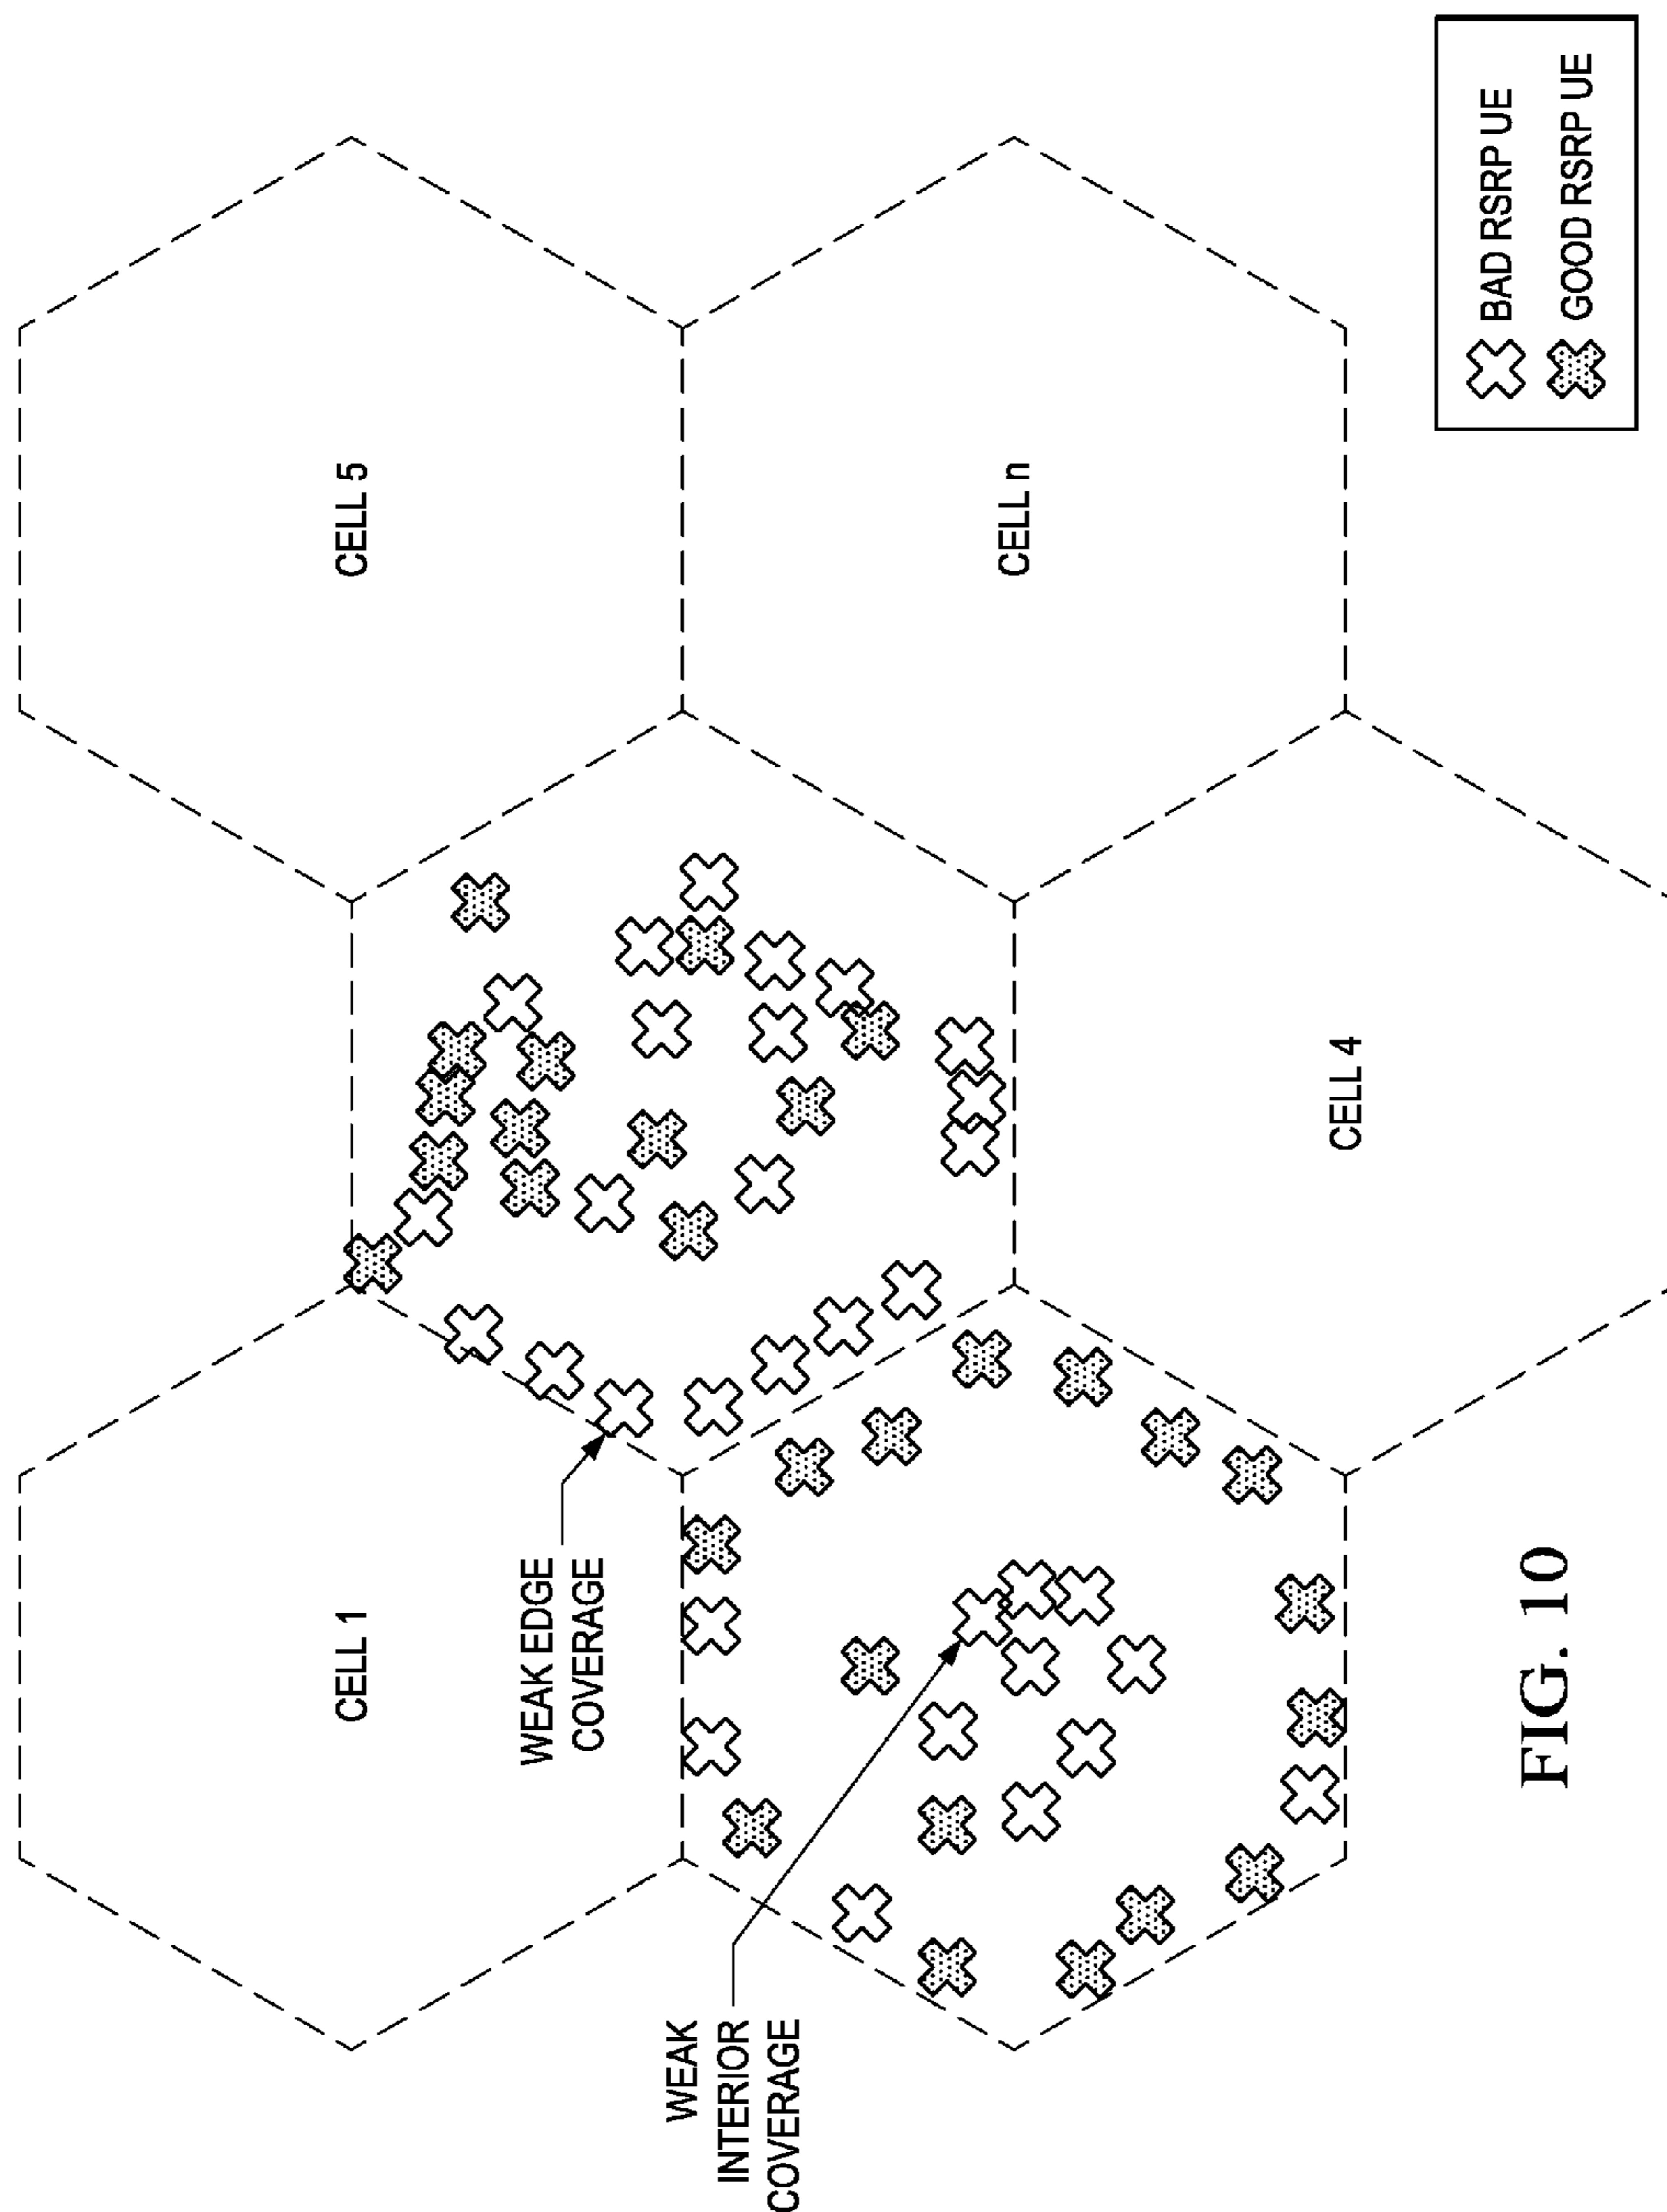 CELL 1
CELL 5
WEAK EDGE
COVERAGE
WEAK
INTERIOR
COVERAGE
CELL n
CELL 4
BAD RSRP UE
GOOD RSRP UE
FIG. 10